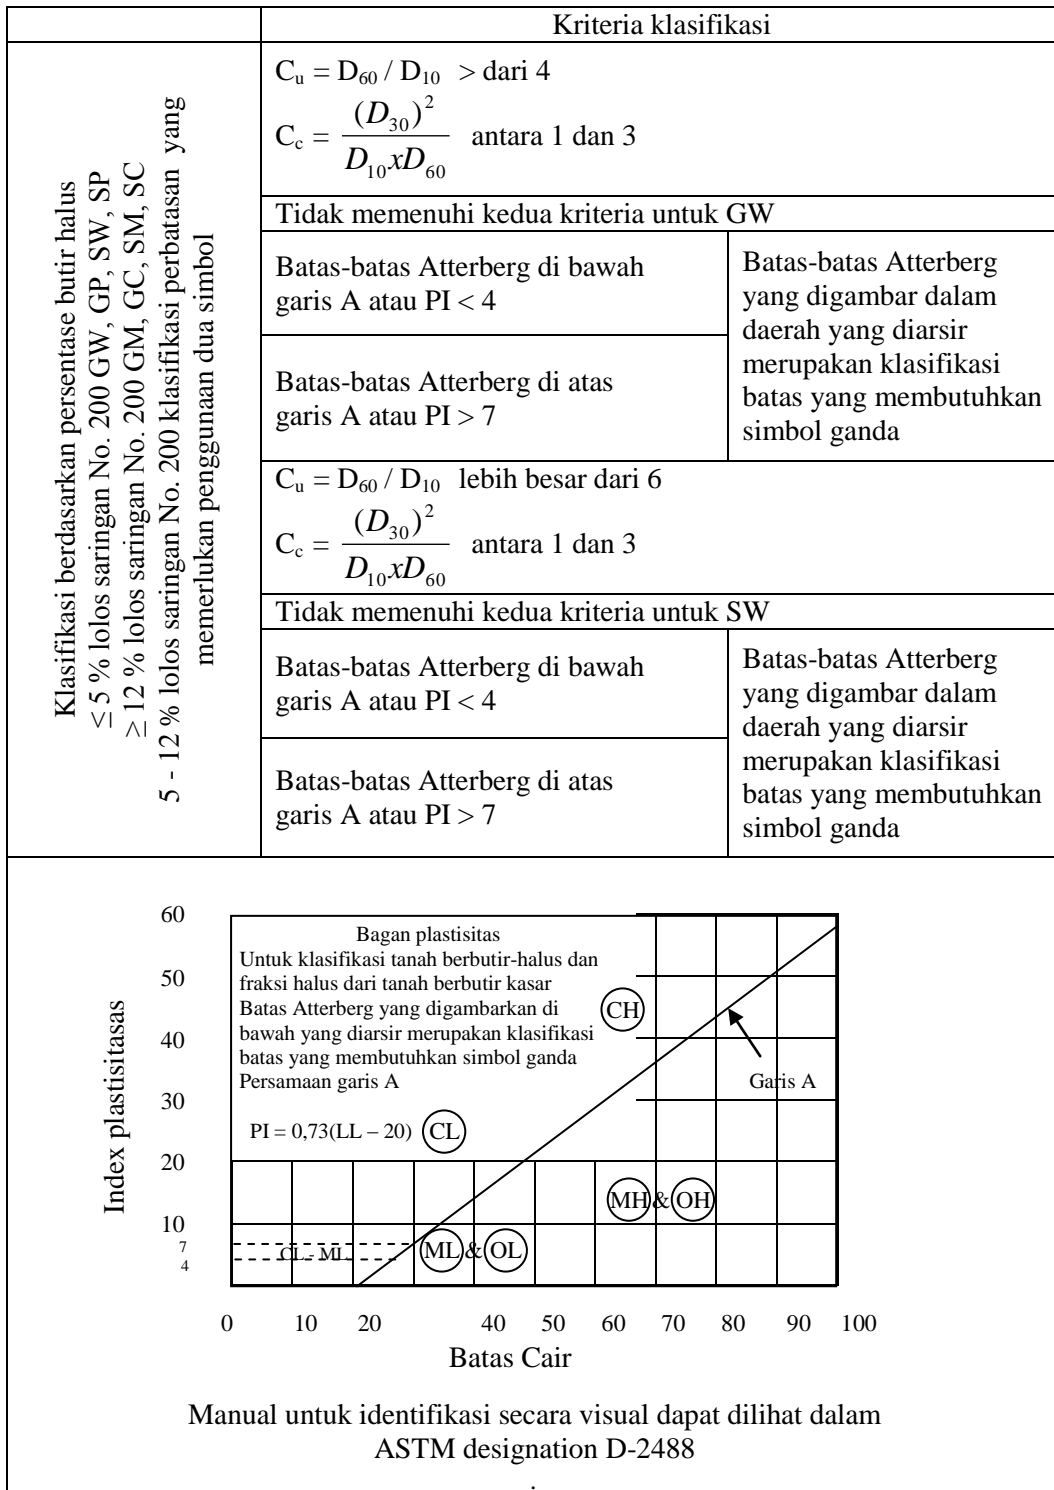 Kriteria klasifikasi
Klasifikasi berdasarkan persentase butir halus
≤ 5 % lolos saringan No. 200 GW, GP, SW, SP
≥ 12 % lolos saringan No. 200 GM, GC, SM, SC
5 - 12 % lolos saringan No. 200 klasifikasi perbatasan yang
memerlukan penggunaan dua simbol
Cu = D60 / D10 > dari 4
Cc = (D30)² / D10xD60 antara 1 dan 3
Tidak memenuhi kedua kriteria untuk GW
Batas-batas Atterberg di bawah
garis A atau PI < 4
Batas-batas Atterberg di atas
garis A atau PI > 7
Batas-batas Atterberg
yang digambar dalam
daerah yang diarsir
merupakan klasifikasi
batas yang membutuhkan
simbol ganda
Cu = D60 / D10 lebih besar dari 6
Cc = (D30)² / D10xD60 antara 1 dan 3
Tidak memenuhi kedua kriteria untuk SW
Batas-batas Atterberg di bawah
garis A atau PI < 4
Batas-batas Atterberg di atas
garis A atau PI > 7
Batas-batas Atterberg
yang digambar dalam
daerah yang diarsir
merupakan klasifikasi
batas yang membutuhkan
simbol ganda
Index plastisitasas
60
50
40
30
20
10
7
4
Bagan plastisitas
Untuk klasifikasi tanah berbutir-halus dan
fraksi halus dari tanah berbutir kasar
Batas Atterberg yang digambarkan di
bawah yang diarsir merupakan klasifikasi
batas yang membutuhkan simbol ganda
Persamaan garis A
PI = 0,73(LL – 20)
CL
CH
Garis A
MH & OH
CL - ML
ML & OL
0 10 20 40 50 60 70 80 90 100
Batas Cair
Manual untuk identifikasi secara visual dapat dilihat dalam
ASTM designation D-2488
.